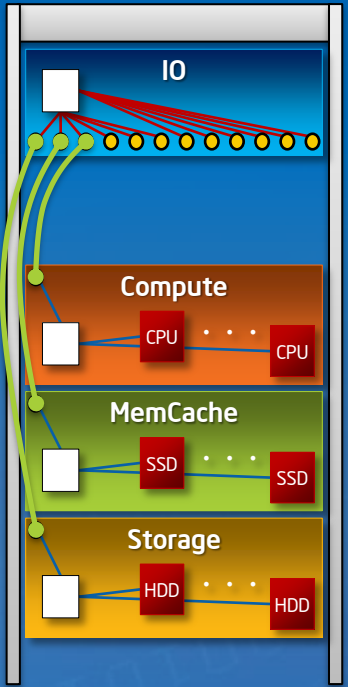 IO
Compute
CPU . . . CPU
MemCache
SSD . . . SSD
Storage
HDD . . . HDD